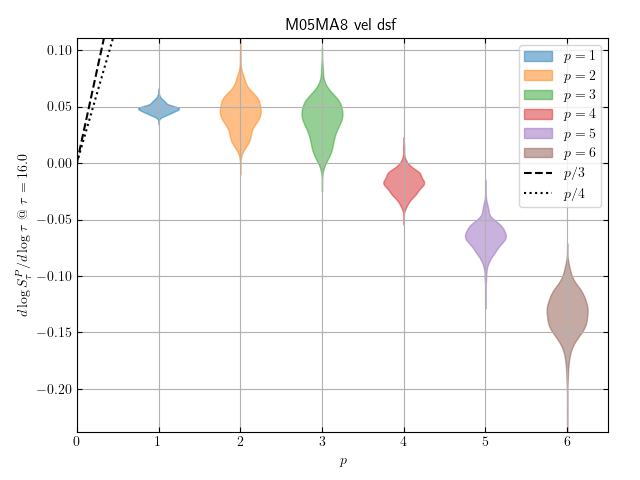 M05MA8 vel dsf
0.10
0.05
0.00
−0.05
−0.10
−0.15
−0.20
d log S_τ^P / d log τ @ τ = 16.0
0 1 2 3 4 5 6
p
p = 1
p = 2
p = 3
p = 4
p = 5
p = 6
p/3
p/4